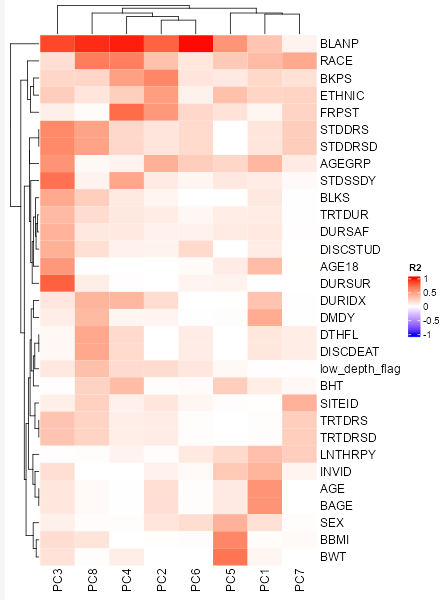 BLANP
RACE
BKPS
ETHNIC
FRPST
STDDRS
STDDRSD
AGEGRP
STDSSDY
BLKS
TRTDUR
DURSAF
DISCSTUD
AGE18
DURSUR
DURIDX
DMDY
DTHFL
DISCDEAT
low_depth_flag
BHT
SITEID
TRTDRS
TRTDRSD
LNTHRPY
INVID
AGE
BAGE
SEX
BBMI
BWT
R2
1
0.5
0
-0.5
-1
PC3 PC8 PC4 PC2 PC6 PC5 PC1 PC7